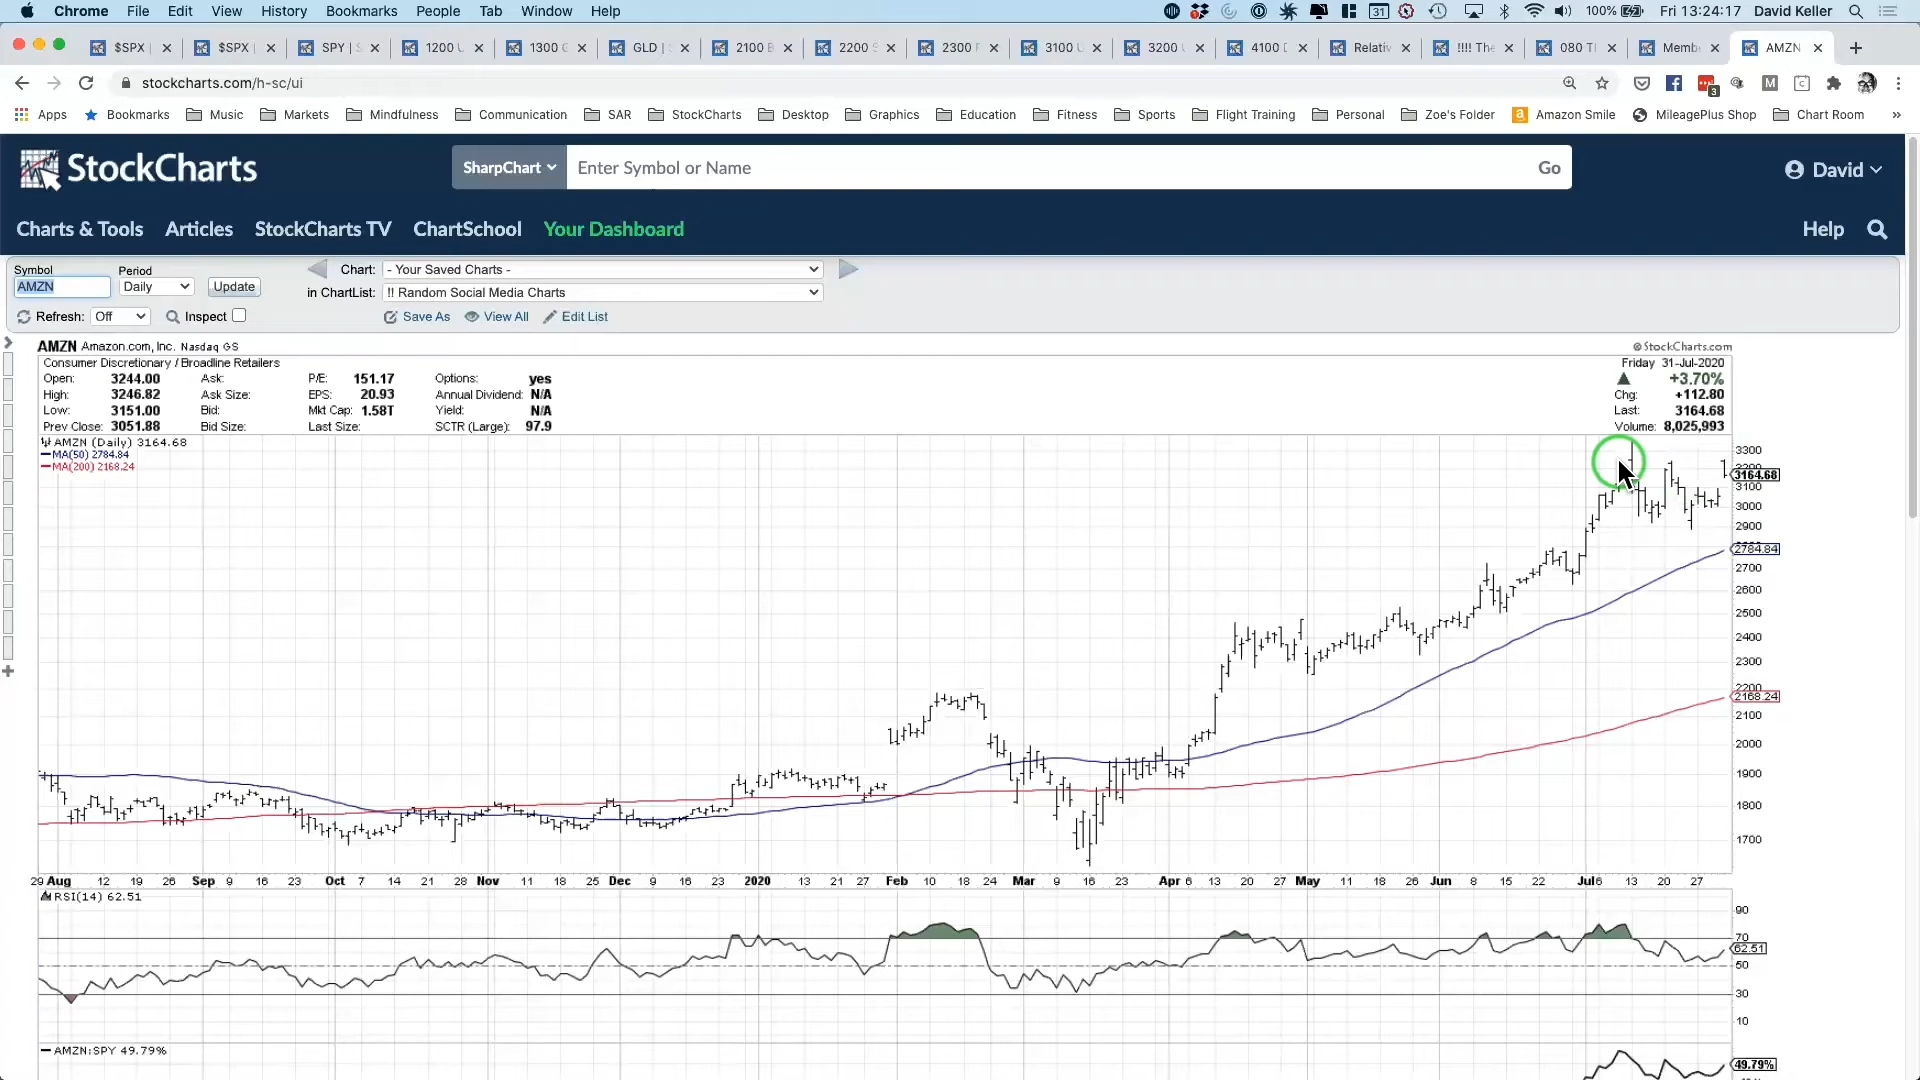 Chrome File Edit View History Bookmarks People Tab Window Help 31 100% Fri 13:24:17 David Keller
$SPX $SPX SPY | S 1200 U 1300 GLD | S 2100 B 2200 2300 F 3100 U 3200 U 4100 D Relativ !!!! The 080 Ti Memb AMZN
stockcharts.com/h-sc/ui 3
Apps Bookmarks Music Markets Mindfulness Communication SAR StockCharts Desktop Graphics Education Fitness Sports Flight Training Personal Zoe's Folder Amazon Smile MileagePlus Shop Chart Room »
StockCharts SharpChart Enter Symbol or Name Go David
Charts & Tools Articles StockCharts TV ChartSchool Your Dashboard Help
Symbol Period Chart: - Your Saved Charts -
AMZN Daily Update in ChartList: !! Random Social Media Charts
Refresh: Off Inspect Save As View All Edit List
AMZN Amazon.com, Inc. Nasdaq GS @StockCharts.com
Consumer Discretionary / Broadline Retailers Friday 31-Jul-2020
Open: 3244.00 Ask: P/E: 151.17 Options: yes +3.70%
High: 3246.82 Ask Size: EPS: 20.93 Annual Dividend: N/A Chg: +112.80
Low: 3151.00 Bid: Mkt Cap: 1.58T Yield: N/A Last: 3164.68
Prev Close: 3051.88 Bid Size: Last Size: SCTR (Large): 97.9 Volume: 8,025,993
AMZN (Daily) 3164.68
MA(50) 2784.84
MA(200) 2168.24
3300
3200
3164.68
3100
3000
2900
2784.84
2700
2600
2500
2400
2300
2200
2168.24
2100
2000
1900
1800
1700
29 Aug 12 19 26 Sep 9 16 23 Oct 7 14 21 28 Nov 11 18 25 Dec 9 16 23 2020 13 21 27 Feb 10 18 24 Mar 9 16 23 Apr 6 13 20 27 May 11 18 26 Jun 8 15 22 Jul 6 13 20 27
RSI(14) 62.51
90
70
62.51
50
30
10
AMZN:SPY 49.79%
49.79%